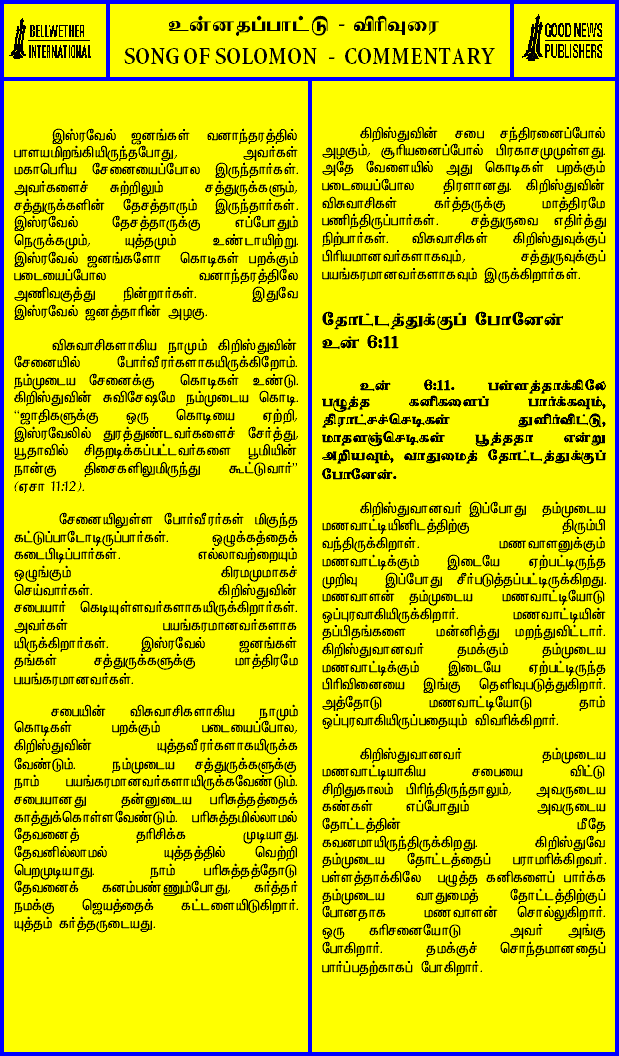 BELLWETHER
INTERNATIONAL
உன்னதப்பாட்டு - விரிவுரை
SONG OF SOLOMON - COMMENTARY
GOOD NEWS
PUBLISHERS
இஸ்ரவேல் ஜனங்கள் வனாந்தரத்தில்
பாளயமிறங்கியிருந்தபோது, அவர்கள்
மகாபெரிய சேனையைப்போல இருந்தார்கள்.
அவர்களைச் சுற்றிலும் சத்துருக்களும்,
சத்துருக்களின் தேசத்தாரும் இருந்தார்கள்.
இஸ்ரவேல் தேசத்தாருக்கு எப்போதும்
நெருக்கமும், யுத்தமும் உண்டாயிற்று.
இஸ்ரவேல் ஜனங்களோ கொடிகள் பறக்கும்
படையைப்போல வனாந்தரத்திலே
அணிவகுத்து நின்றார்கள். இதுவே
இஸ்ரவேல் ஜனத்தாரின் அழகு.
விசுவாசிகளாகிய நாமும் கிறிஸ்துவின்
சேனையில் போர்வீரர்களாகயிருக்கிறோம்.
நம்முடைய சேனைக்கு கொடிகள் உண்டு.
கிறிஸ்துவின் சுவிசேஷமே நம்முடைய கொடி.
“ஜாதிகளுக்கு ஒரு கொடியை ஏற்றி,
இஸ்ரவேலில் துரத்துண்டவர்களைச் சேர்த்து,
யூதாவில் சிதறடிக்கப்பட்டவர்களை பூமியின்
நான்கு திசைகளிலுமிருந்து கூட்டுவார்”
(ஏசா 11:12).
சேனையிலுள்ள போர்வீரர்கள் மிகுந்த
கட்டுப்பாடோடிருப்பார்கள். ஒழுக்கத்தைக்
கடைபிடிப்பார்கள். எல்லாவற்றையும்
ஒழுங்கும் கிரமமுமாகச்
செய்வார்கள். கிறிஸ்துவின்
சபையார் கெடியுள்ளவர்களாகயிருக்கிறார்கள்.
அவர்கள் பயங்கரமானவர்களாக
யிருக்கிறார்கள். இஸ்ரவேல் ஜனங்கள்
தங்கள் சத்துருக்களுக்கு மாத்திரமே
பயங்கரமானவர்கள்.
சபையின் விசுவாசிகளாகிய நாமும்
கொடிகள் பறக்கும் படையைப்போல,
கிறிஸ்துவின் யுத்தவீரர்களாகயிருக்க
வேண்டும். நம்முடைய சத்துருக்களுக்கு
நாம் பயங்கரமானவர்களாயிருக்கவேண்டும்.
சபையானது தன்னுடைய பரிசுத்தத்தைக்
காத்துக்கொள்ளவேண்டும். பரிசுத்தமில்லாமல்
தேவனைத் தரிசிக்க முடியாது.
தேவனில்லாமல் யுத்தத்தில் வெற்றி
பெறமுடியாது. நாம் பரிசுத்தத்தோடு
தேவனைக் கனம்பண்ணும்போது, கர்த்தர்
நமக்கு ஜெயத்தைக் கட்டளையிடுகிறார்.
யுத்தம் கர்த்தருடையது.
கிறிஸ்துவின் சபை சந்திரனைப்போல்
அழகும், சூரியனைப்போல் பிரகாசமுமுள்ளது.
அதே வேளையில் அது கொடிகள் பறக்கும்
படையைப்போல திரளானது. கிறிஸ்துவின்
விசுவாசிகள் கர்த்தருக்கு மாத்திரமே
பணிந்திருப்பார்கள். சத்துருவை எதிர்த்து
நிற்பார்கள். விசுவாசிகள் கிறிஸ்துவுக்குப்
பிரியமானவர்களாகவும், சத்துருவுக்குப்
பயங்கரமானவர்களாகவும் இருக்கிறார்கள்.
தோட்டத்துக்குப் போனேன்
உன் 6:11
உன் 6:11. பள்ளத்தாக்கிலே
பழுத்த கனிகளைப் பார்க்கவும்,
திராட்சச்செடிகள் துளிர்விட்டு,
மாதளஞ்செடிகள் பூத்ததா என்று
அறியவும், வாதுமைத் தோட்டத்துக்குப்
போனேன்.
கிறிஸ்துவானவர் இப்போது தம்முடைய
மணவாட்டியினிடத்திற்கு திரும்பி
வந்திருக்கிறாள். மணவாளனுக்கும்
மணவாட்டிக்கும் இடையே ஏற்பட்டிருந்த
முறிவு இப்போது சீர்படுத்தப்பட்டிருக்கிறது.
மணவாளன் தம்முடைய மணவாட்டியோடு
ஒப்புரவாகியிருக்கிறார். மணவாட்டியின்
தப்பிதங்களை மன்னித்து மறந்துவிட்டார்.
கிறிஸ்துவானவர் தமக்கும் தம்முடைய
மணவாட்டிக்கும் இடையே ஏற்பட்டிருந்த
பிரிவினையை இங்கு தெளிவுபடுத்துகிறார்.
அத்தோடு மணவாட்டியோடு தாம்
ஒப்புரவாகியிருப்பதையும் விவரிக்கிறார்.
கிறிஸ்துவானவர் தம்முடைய
மணவாட்டியாகிய சபையை விட்டு
சிறிதுகாலம் பிரிந்திருந்தாலும், அவருடைய
கண்கள் எப்போதும் அவருடைய
தோட்டத்தின் மீதே
கவனமாயிருந்திருக்கிறது. கிறிஸ்துவே
தம்முடைய தோட்டத்தைப் பராமரிக்கிறவர்.
பள்ளத்தாக்கிலே பழுத்த கனிகளைப் பார்க்க
தம்முடைய வாதுமைத் தோட்டத்திற்குப்
போனதாக மணவாளன் சொல்லுகிறார்.
ஒரு கரிசனையோடு அவர் அங்கு
போகிறார். தமக்குச் சொந்தமானதைப்
பார்ப்பதற்காகப் போகிறார்.